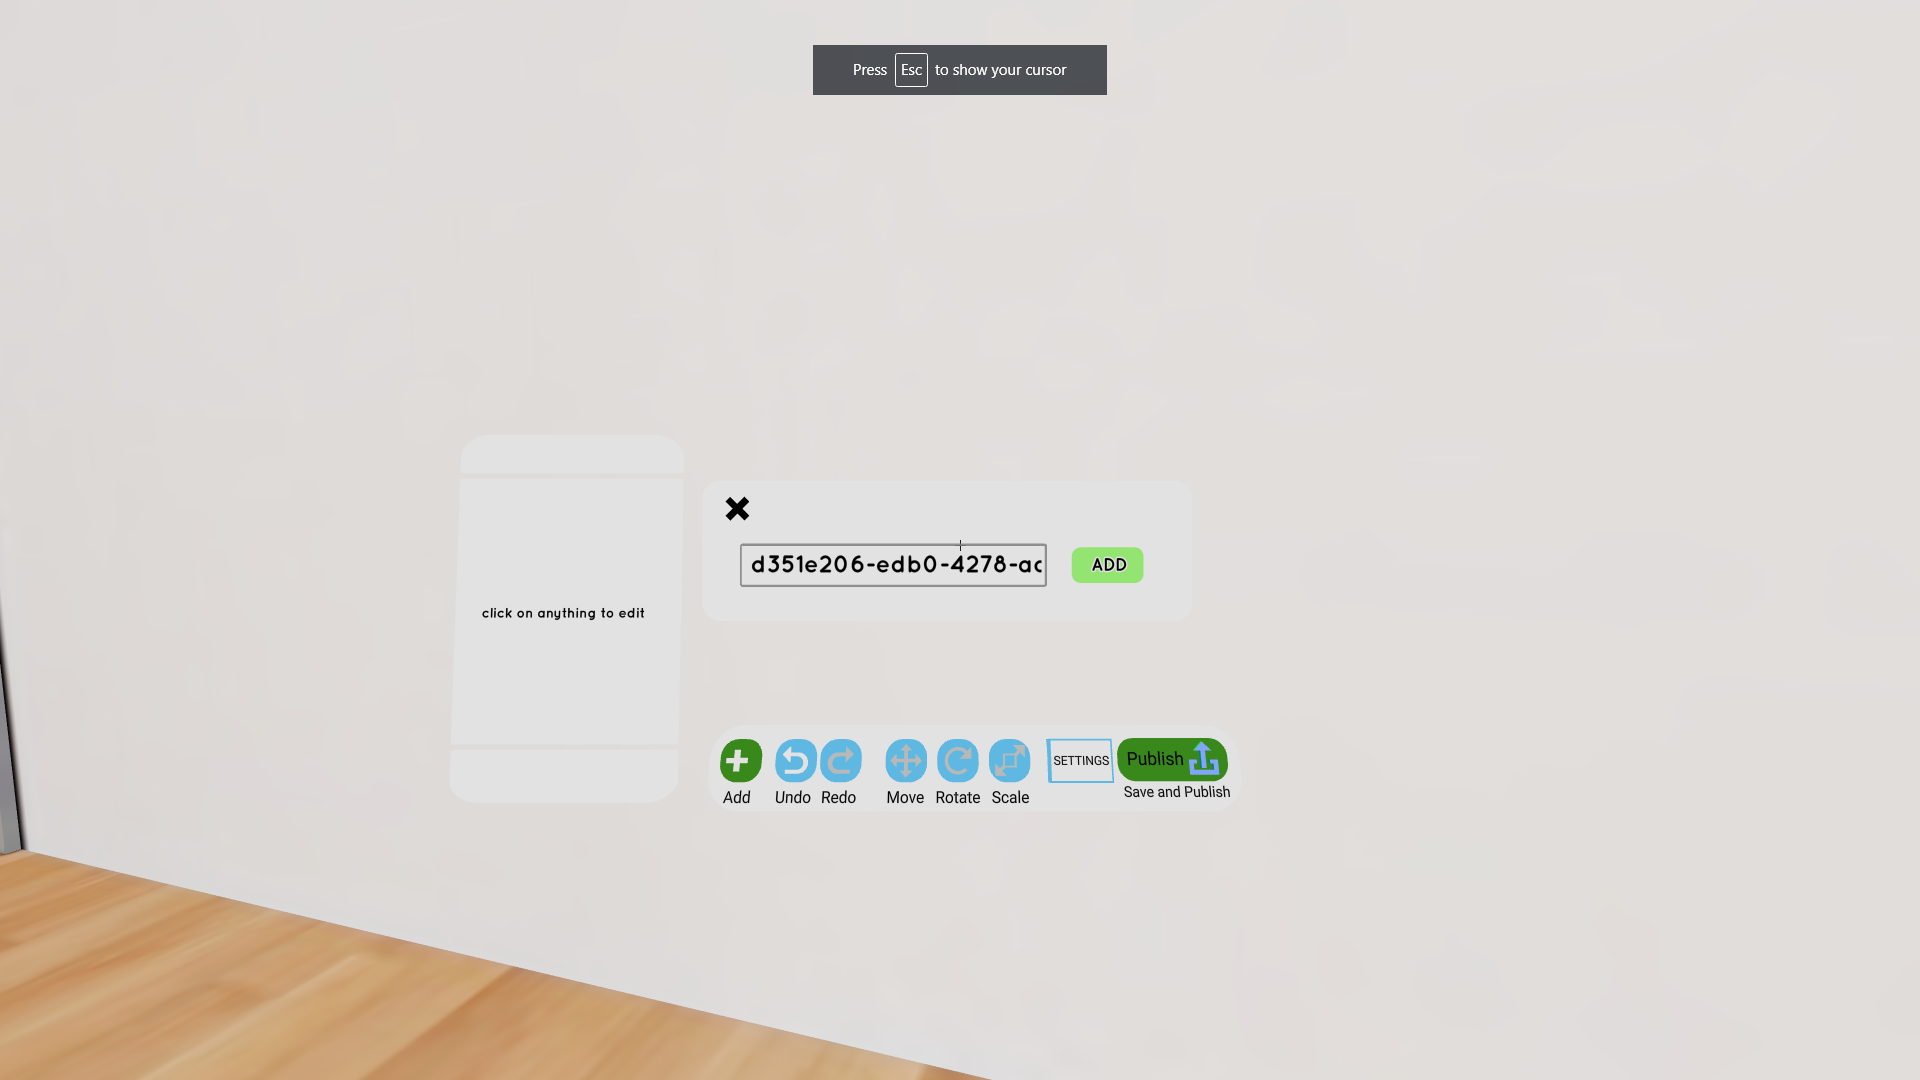 Press Esc to show your cursor
d351e206-edb0-4278-ac
ADD
click on anything to edit
SETTINGS
Publish
Add
Undo
Redo
Move
Rotate
Scale
Save and Publish